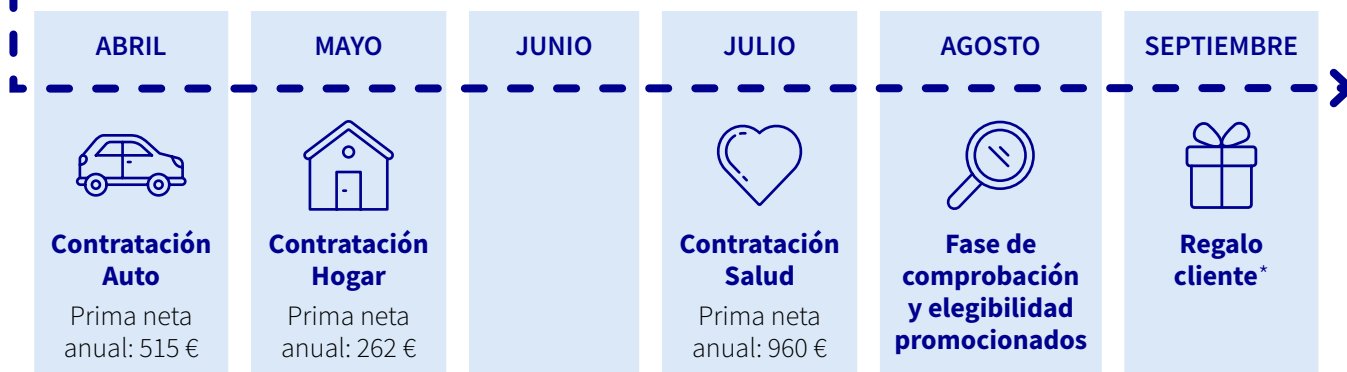 ABRIL
MAYO
JUNIO
JULIO
AGOSTO
SEPTIEMBRE
Contratación
Auto
Prima neta
anual: 515 €
Contratación
Hogar
Prima neta
anual: 262 €
Contratación
Salud
Prima neta
anual: 960 €
Fase de
comprobación
y elegibilidad
promocionados
Regalo
cliente*